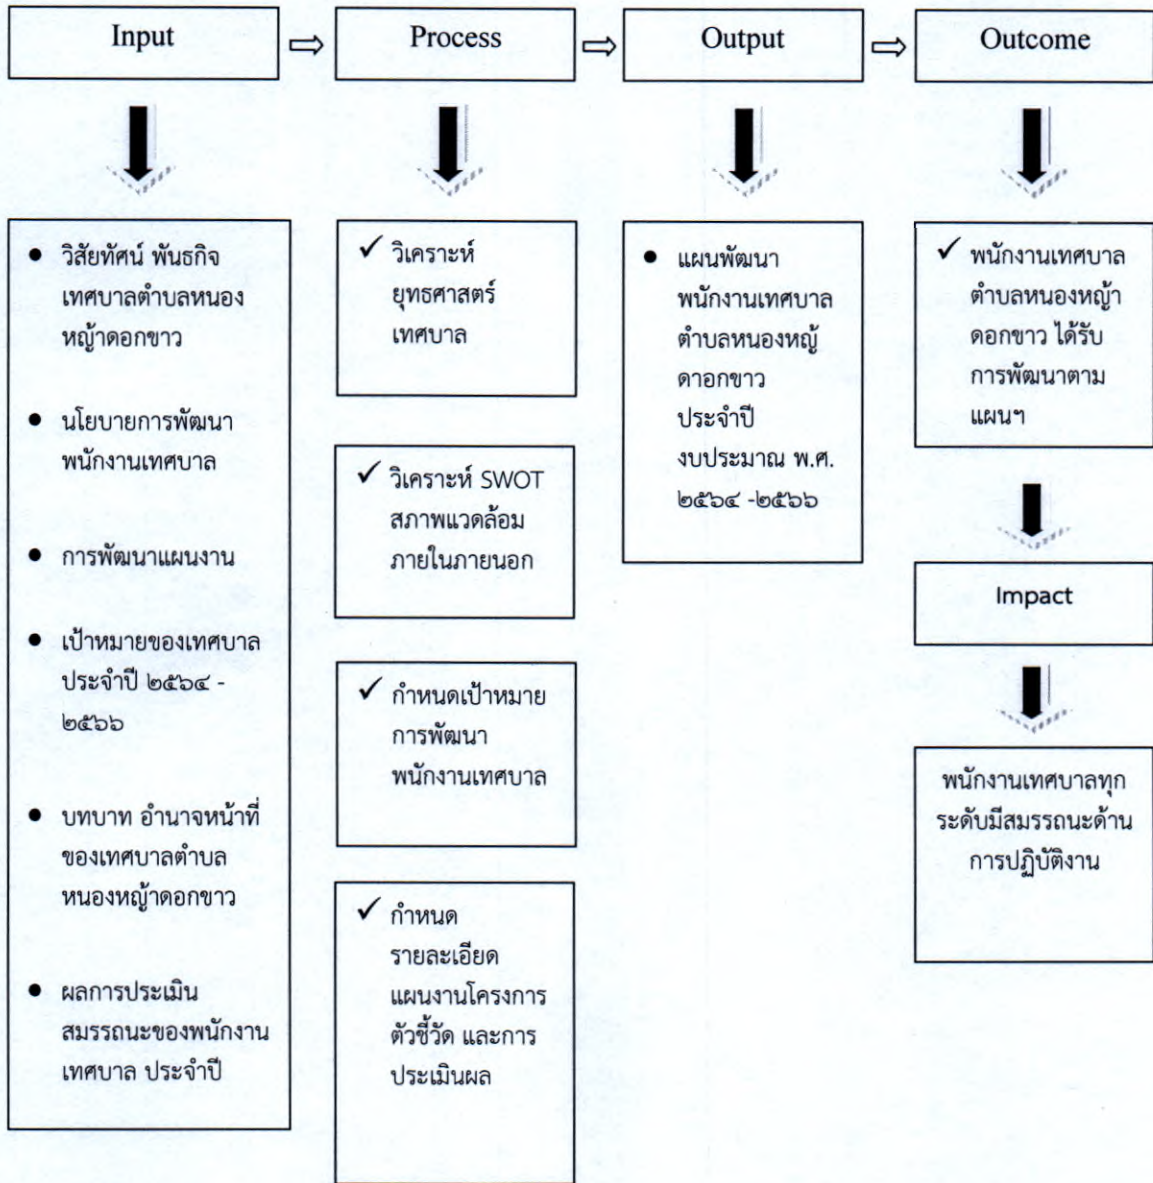 Input
Process
Output
Outcome
• วิสัยทัศน์ พันธกิจ
เทศบาลตำบลหนอง
หญ้าดอกขาว
• นโยบายการพัฒนา
พนักงานเทศบาล
• การพัฒนาแผนงาน
• เป้าหมายของเทศบาล
ประจำปี ๒๕๖๔ -
๒๕๖๖
• บทบาท อำนาจหน้าที่
ของเทศบาลตำบล
หนองหญ้าดอกขาว
• ผลการประเมิน
สมรรถนะของพนักงาน
เทศบาล ประจำปี
✓ วิเคราะห์
ยุทธศาสตร์
เทศบาล
✓ วิเคราะห์ SWOT
สภาพแวดล้อม
ภายในภายนอก
✓ กำหนดเป้าหมาย
การพัฒนา
พนักงานเทศบาล
✓ กำหนด
รายละเอียด
แผนงานโครงการ
ตัวชี้วัด และการ
ประเมินผล
• แผนพัฒนา
พนักงานเทศบาล
ตำบลหนองหญ้
ดาอกขาว
ประจำปี
งบประมาณ พ.ศ.
๒๕๖๔ -๒๕๖๖
✓ พนักงานเทศบาล
ตำบลหนองหญ้า
ดอกขาว ได้รับ
การพัฒนาตาม
แผนฯ
Impact
พนักงานเทศบาลทุก
ระดับมีสมรรถนะด้าน
การปฏิบัติงาน